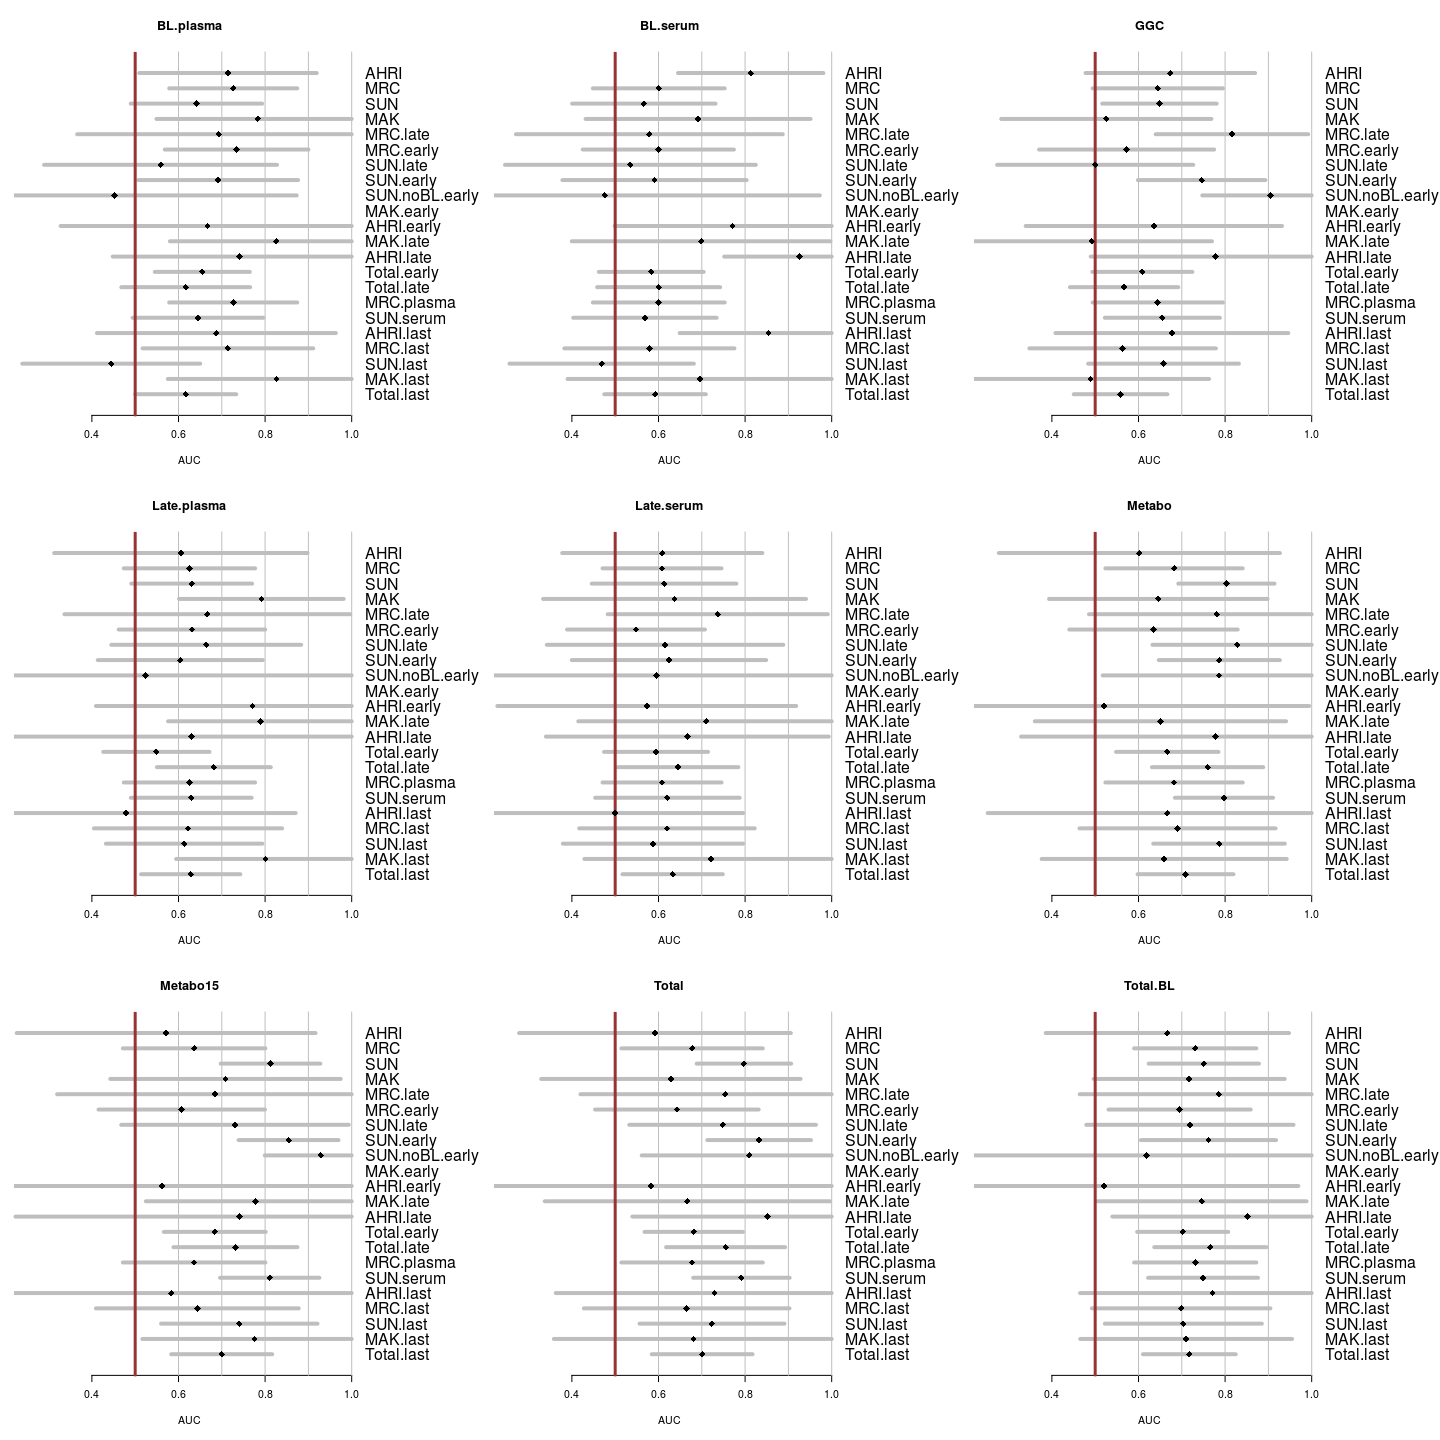 BL.plasma
AHRI
MRC
SUN
MAK
MRC.late
MRC.early
SUN.late
SUN.early
SUN.noBL.early
MAK.early
AHRI.early
MAK.late
AHRI.late
Total.early
Total.late
MRC.plasma
SUN.serum
AHRI.last
MRC.last
SUN.last
MAK.last
Total.last
0.4 0.6 0.8 1.0
AUC
BL.serum
AHRI
MRC
SUN
MAK
MRC.late
MRC.early
SUN.late
SUN.early
SUN.noBL.early
MAK.early
AHRI.early
MAK.late
AHRI.late
Total.early
Total.late
MRC.plasma
SUN.serum
AHRI.last
MRC.last
SUN.last
MAK.last
Total.last
0.4 0.6 0.8 1.0
AUC
GGC
AHRI
MRC
SUN
MAK
MRC.late
MRC.early
SUN.late
SUN.early
SUN.noBL.early
MAK.early
AHRI.early
MAK.late
AHRI.late
Total.early
Total.late
MRC.plasma
SUN.serum
AHRI.last
MRC.last
SUN.last
MAK.last
Total.last
0.4 0.6 0.8 1.0
AUC
Late.plasma
AHRI
MRC
SUN
MAK
MRC.late
MRC.early
SUN.late
SUN.early
SUN.noBL.early
MAK.early
AHRI.early
MAK.late
AHRI.late
Total.early
Total.late
MRC.plasma
SUN.serum
AHRI.last
MRC.last
SUN.last
MAK.last
Total.last
0.4 0.6 0.8 1.0
AUC
Late.serum
AHRI
MRC
SUN
MAK
MRC.late
MRC.early
SUN.late
SUN.early
SUN.noBL.early
MAK.early
AHRI.early
MAK.late
AHRI.late
Total.early
Total.late
MRC.plasma
SUN.serum
AHRI.last
MRC.last
SUN.last
MAK.last
Total.last
0.4 0.6 0.8 1.0
AUC
Metabo
AHRI
MRC
SUN
MAK
MRC.late
MRC.early
SUN.late
SUN.early
SUN.noBL.early
MAK.early
AHRI.early
MAK.late
AHRI.late
Total.early
Total.late
MRC.plasma
SUN.serum
AHRI.last
MRC.last
SUN.last
MAK.last
Total.last
0.4 0.6 0.8 1.0
AUC
Metabo15
AHRI
MRC
SUN
MAK
MRC.late
MRC.early
SUN.late
SUN.early
SUN.noBL.early
MAK.early
AHRI.early
MAK.late
AHRI.late
Total.early
Total.late
MRC.plasma
SUN.serum
AHRI.last
MRC.last
SUN.last
MAK.last
Total.last
0.4 0.6 0.8 1.0
AUC
Total
AHRI
MRC
SUN
MAK
MRC.late
MRC.early
SUN.late
SUN.early
SUN.noBL.early
MAK.early
AHRI.early
MAK.late
AHRI.late
Total.early
Total.late
MRC.plasma
SUN.serum
AHRI.last
MRC.last
SUN.last
MAK.last
Total.last
0.4 0.6 0.8 1.0
AUC
Total.BL
AHRI
MRC
SUN
MAK
MRC.late
MRC.early
SUN.late
SUN.early
SUN.noBL.early
MAK.early
AHRI.early
MAK.late
AHRI.late
Total.early
Total.late
MRC.plasma
SUN.serum
AHRI.last
MRC.last
SUN.last
MAK.last
Total.last
0.4 0.6 0.8 1.0
AUC